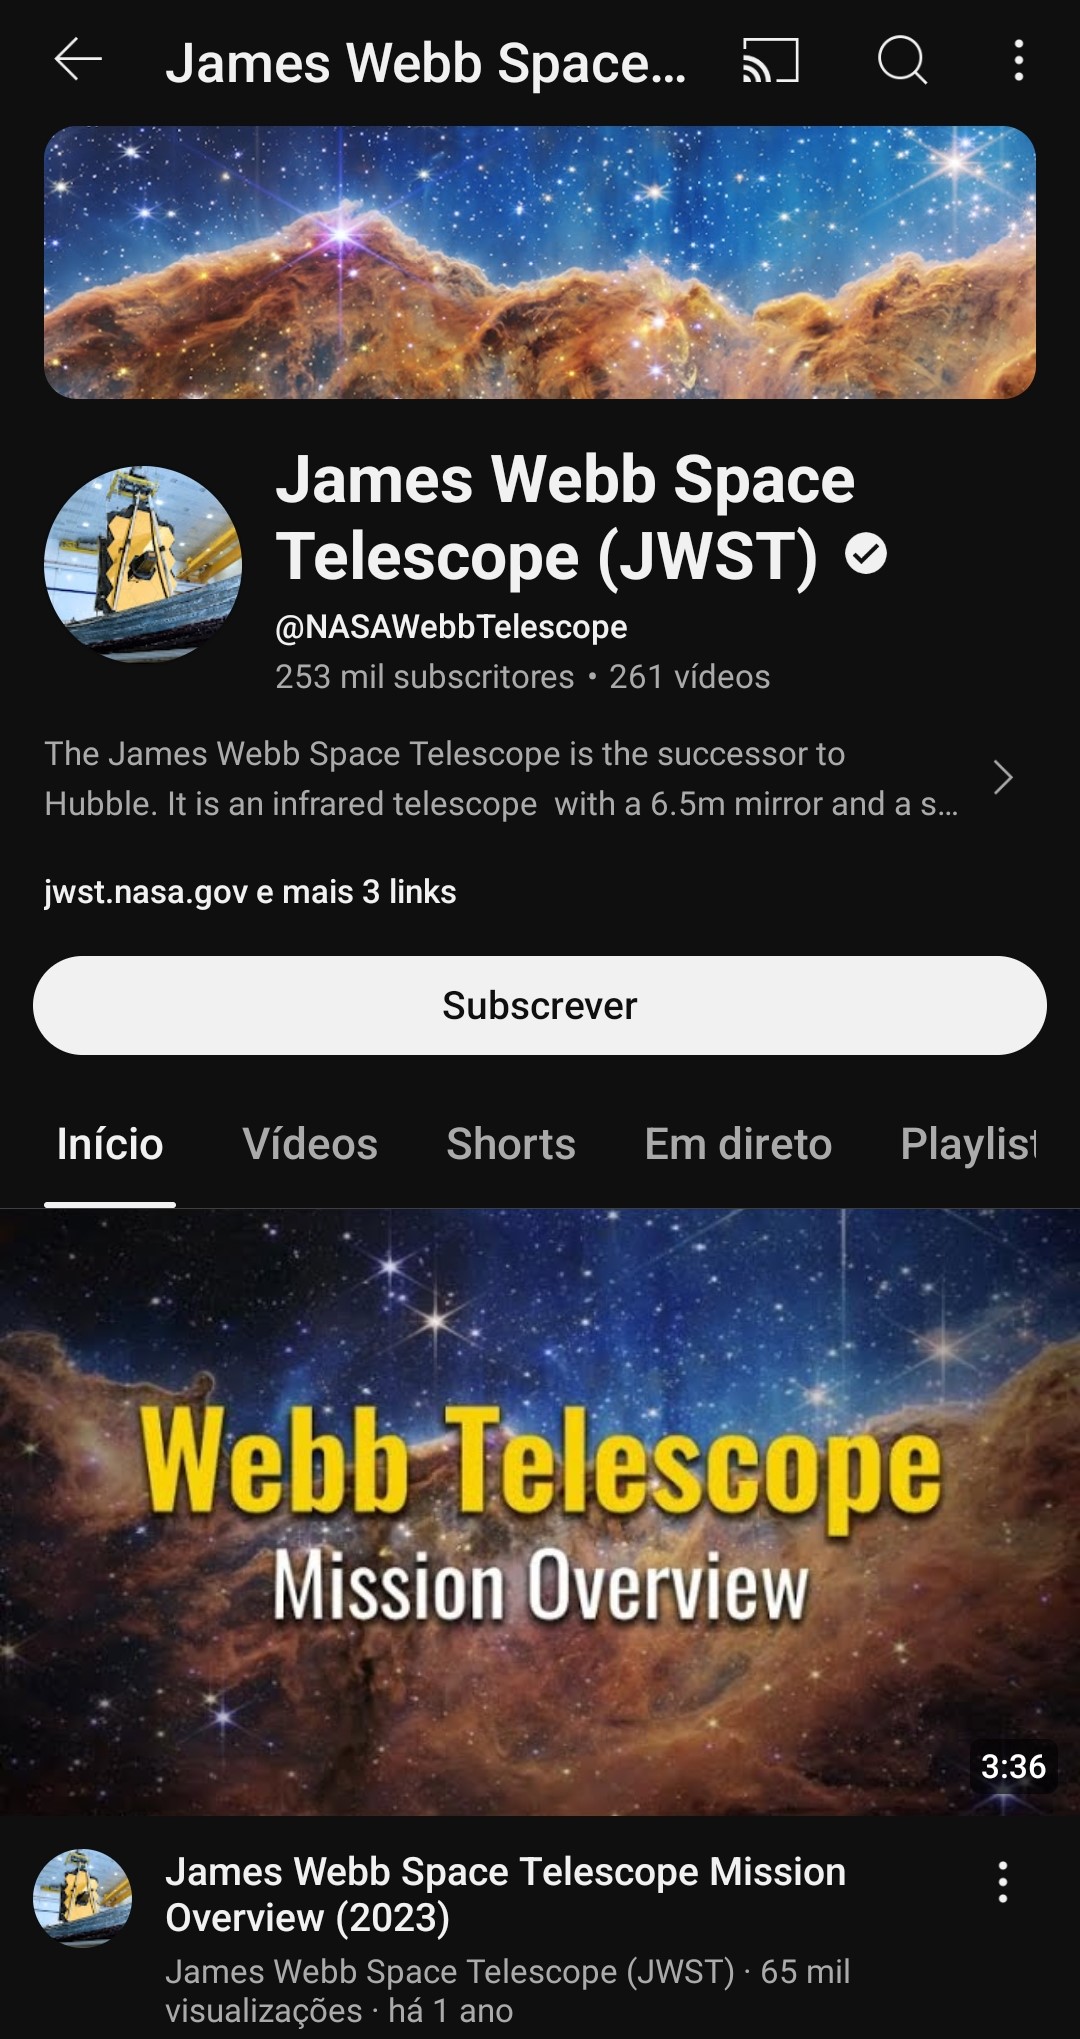 James Webb Space...
James Webb Space
Telescope (JWST)
@NASAWebbTelescope
253 mil subscritores • 261 vídeos
The James Webb Space Telescope is the successor to
Hubble. It is an infrared telescope  with a 6.5m mirror and a s...
jwst.nasa.gov e mais 3 links
Subscrever
Início Vídeos Shorts Em direto Playlist
Webb Telescope
Mission Overview
3:36
James Webb Space Telescope Mission
Overview (2023)
James Webb Space Telescope (JWST) · 65 mil
visualizações · há 1 ano